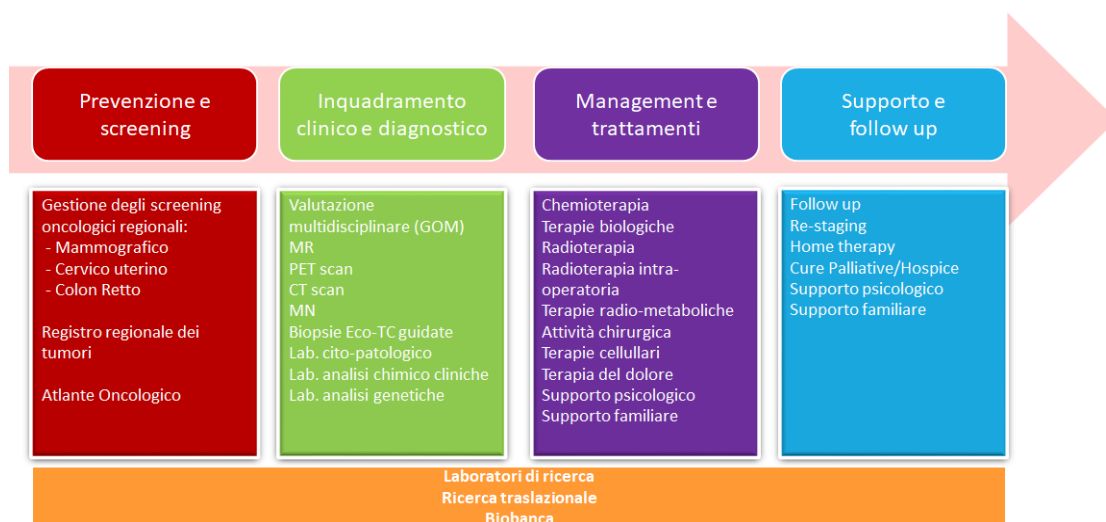 Prevenzione e
screening
Inquadramento
clinico e diagnostico
Management e
trattamenti
Supporto e
follow up
Gestione degli screening
oncologici regionali:
- Mammografico
- Cervico uterino
- Colon Retto
Registro regionale dei
tumori
Atlante Oncologico
Valutazione
multidisciplinare (GOM)
MR
PET scan
CT scan
MN
Biopsie Eco-TC guidate
Lab. cito-patologico
Lab. analisi chimico cliniche
Lab. analisi genetiche
Chemioterapia
Terapie biologiche
Radioterapia
Radioterapia intra-
operatoria
Terapie radio-metaboliche
Attività chirurgica
Terapie cellullari
Terapia del dolore
Supporto psicologico
Supporto familiare
Follow up
Re-staging
Home therapy
Cure Palliative/Hospice
Supporto psicologico
Supporto familiare
Laboratori di ricerca
Ricerca traslazionale
Biobanca